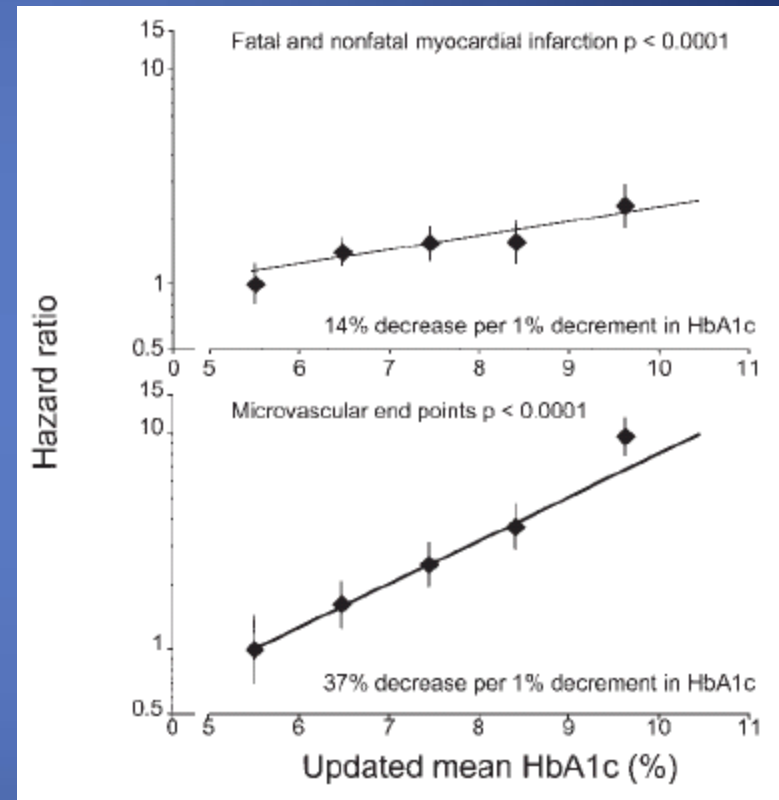 15
Fatal and nonfatal myocardial infarction p < 0.0001
10
1
14% decrease per 1% decrement in HbA1c
0.5
0 5 6 7 8 9 10 11
Hazard ratio
15
Microvascular end points p < 0.0001
10
1
37% decrease per 1% decrement in HbA1c
0.5
0 5 6 7 8 9 10 11
Updated mean HbA1c (%)